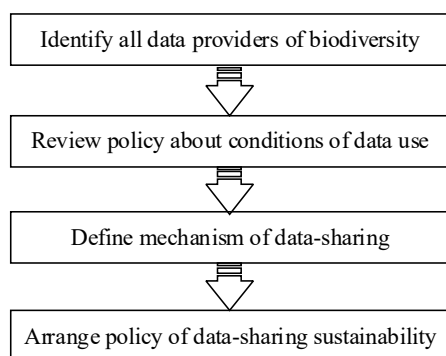 Identify all data providers of biodiversity
Review policy about conditions of data use
Define mechanism of data-sharing
Arrange policy of data-sharing sustainability